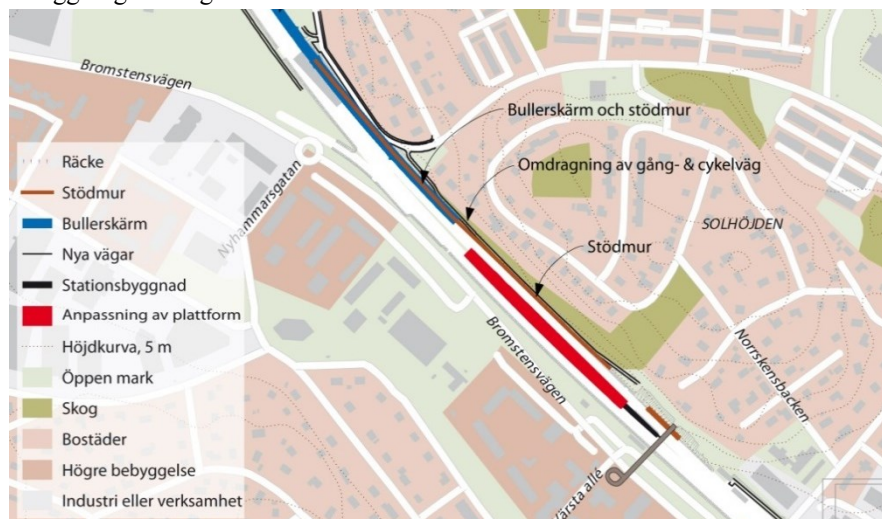 Bromstensvägen
Bullerskärm och stödmur
Omdragning av gång- & cykelväg
Nyhammarsgatan
SOLHÖJDEN
Stödmur
Bromstensvägen
Norrskensbacken
Värsta allé
Räcke
Stödmur
Bullerskärm
Nya vägar
Stationsbyggnad
Anpassning av plattform
Höjdkurva, 5 m
Öppen mark
Skog
Bostäder
Högre bebyggelse
Industri eller verksamhet